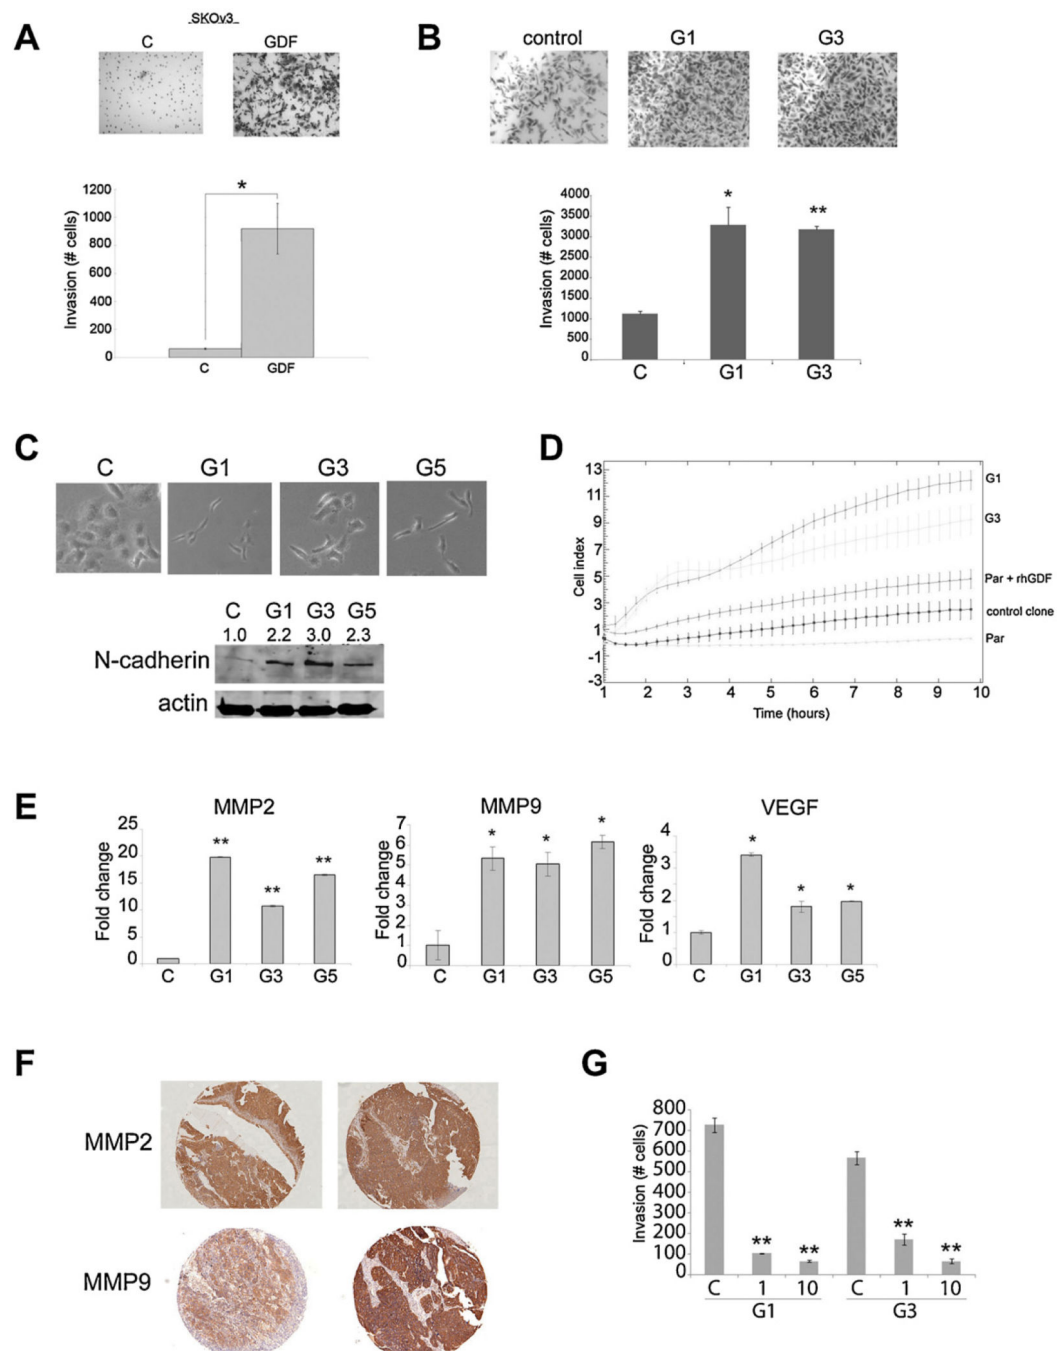 A
SKOv3
C GDF
Invasion (# cells)
1200
1000
800
600
400
200
0
C GDF
*
B
control G1 G3
Invasion (# cells)
4000
3500
3000
2500
2000
1500
1000
500
0
C G1 G3
* **
C
C G1 G3 G5
C G1 G3 G5
1.0 2.2 3.0 2.3
N-cadherin
actin
D
Cell index
13
11
9
7
5
3
1
-1
-3
1 2 3 4 5 6 7 8 9 10
Time (hours)
G1
G3
Par + rhGDF
control clone
Par
E
MMP2
Fold change
25
20
15
10
5
0
C G1 G3 G5
** ** **
MMP9
Fold change
7
6
5
4
3
2
1
0
C G1 G3 G5
* * *
VEGF
Fold change
4
3
2
1
0
C G1 G3 G5
* * *
F
MMP2
MMP9
G
Invasion (# cells)
800
700
600
500
400
300
200
100
0
** ** ** **
C 1 10 C 1 10
G1 G3